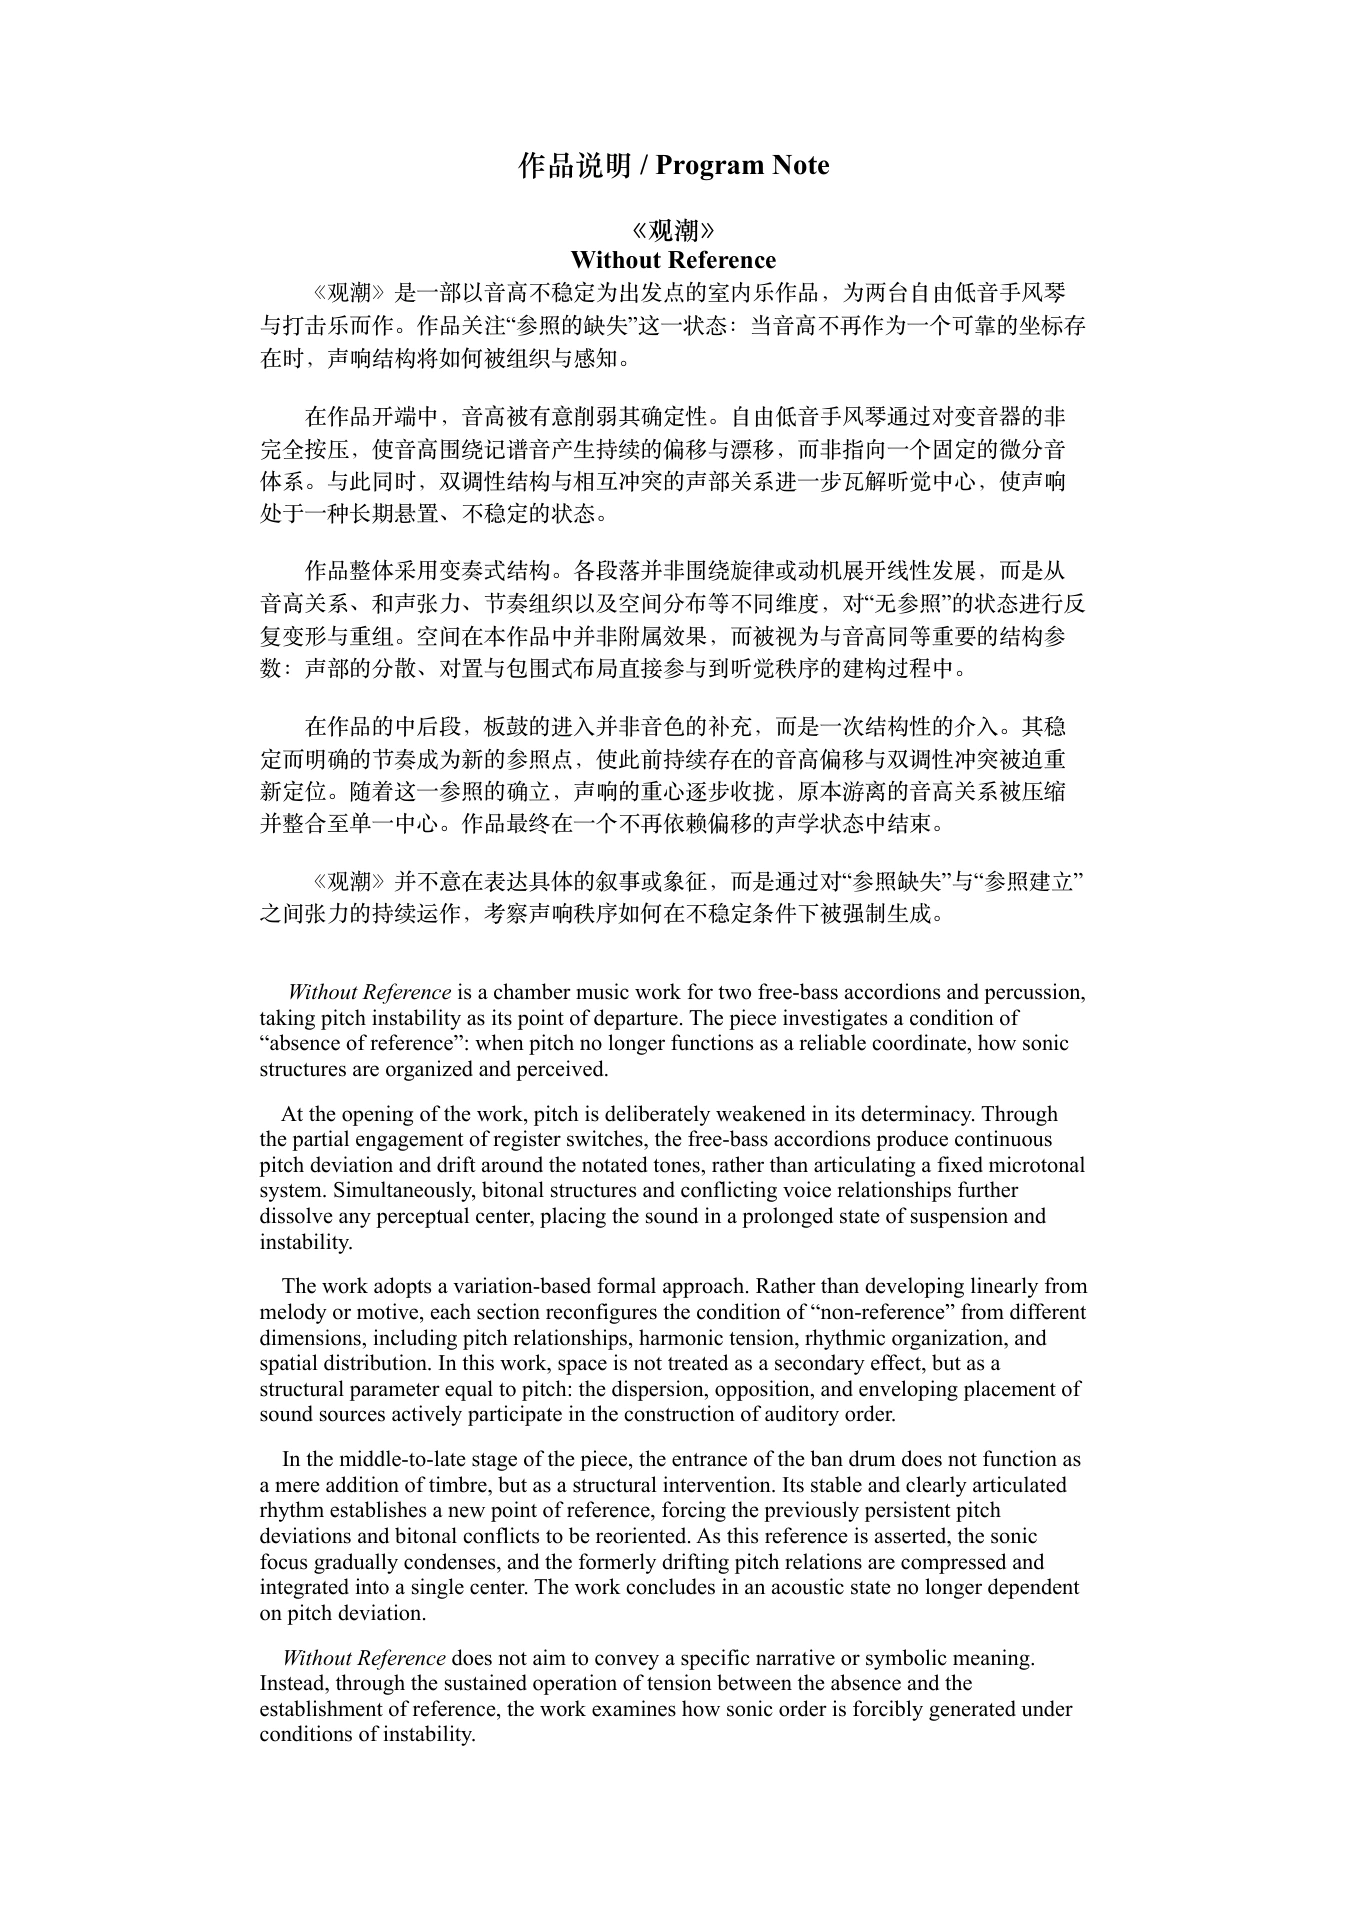 作品说明 / Program Note
《观潮》
Without Reference
《观潮》是一部以音高不稳定为出发点的室内乐作品，为两台自由低音手风琴
与打击乐而作。作品关注“参照的缺失”这一状态：当音高不再作为一个可靠的坐标存
在时，声响结构将如何被组织与感知。
在作品开端中，音高被有意削弱其确定性。自由低音手风琴通过对变音器的非
完全按压，使音高围绕记谱音产生持续的偏移与漂移，而非指向一个固定的微分音
体系。与此同时，双调性结构与相互冲突的声部关系进一步瓦解听觉中心，使声响
处于一种长期悬置、不稳定的状态。
作品整体采用变奏式结构。各段落并非围绕旋律或动机展开线性发展，而是从
音高关系、和声张力、节奏组织以及空间分布等不同维度，对“无参照”的状态进行反
复变形与重组。空间在本作品中并非附属效果，而被视为与音高同等重要的结构参
数：声部的分散、对置与包围式布局直接参与到听觉秩序的建构过程中。
在作品的中后段，板鼓的进入并非音色的补充，而是一次结构性的介入。其稳
定而明确的节奏成为新的参照点，使此前持续存在的音高偏移与双调性冲突被迫重
新定位。随着这一参照的确立，声响的重心逐步收拢，原本游离的音高关系被压缩
并整合至单一中心。作品最终在一个不再依赖偏移的声学状态中结束。
《观潮》并不意在表达具体的叙事或象征，而是通过对“参照缺失”与“参照建立”
之间张力的持续运作，考察声响秩序如何在不稳定条件下被强制生成。
Without Reference is a chamber music work for two free-bass accordions and percussion,
taking pitch instability as its point of departure. The piece investigates a condition of
“absence of reference”: when pitch no longer functions as a reliable coordinate, how sonic
structures are organized and perceived.
At the opening of the work, pitch is deliberately weakened in its determinacy. Through
the partial engagement of register switches, the free-bass accordions produce continuous
pitch deviation and drift around the notated tones, rather than articulating a fixed microtonal
system. Simultaneously, bitonal structures and conflicting voice relationships further
dissolve any perceptual center, placing the sound in a prolonged state of suspension and
instability.
The work adopts a variation-based formal approach. Rather than developing linearly from
melody or motive, each section reconfigures the condition of “non-reference” from different
dimensions, including pitch relationships, harmonic tension, rhythmic organization, and
spatial distribution. In this work, space is not treated as a secondary effect, but as a
structural parameter equal to pitch: the dispersion, opposition, and enveloping placement of
sound sources actively participate in the construction of auditory order.
In the middle-to-late stage of the piece, the entrance of the ban drum does not function as
a mere addition of timbre, but as a structural intervention. Its stable and clearly articulated
rhythm establishes a new point of reference, forcing the previously persistent pitch
deviations and bitonal conflicts to be reoriented. As this reference is asserted, the sonic
focus gradually condenses, and the formerly drifting pitch relations are compressed and
integrated into a single center. The work concludes in an acoustic state no longer dependent
on pitch deviation.
Without Reference does not aim to convey a specific narrative or symbolic meaning.
Instead, through the sustained operation of tension between the absence and the
establishment of reference, the work examines how sonic order is forcibly generated under
conditions of instability.